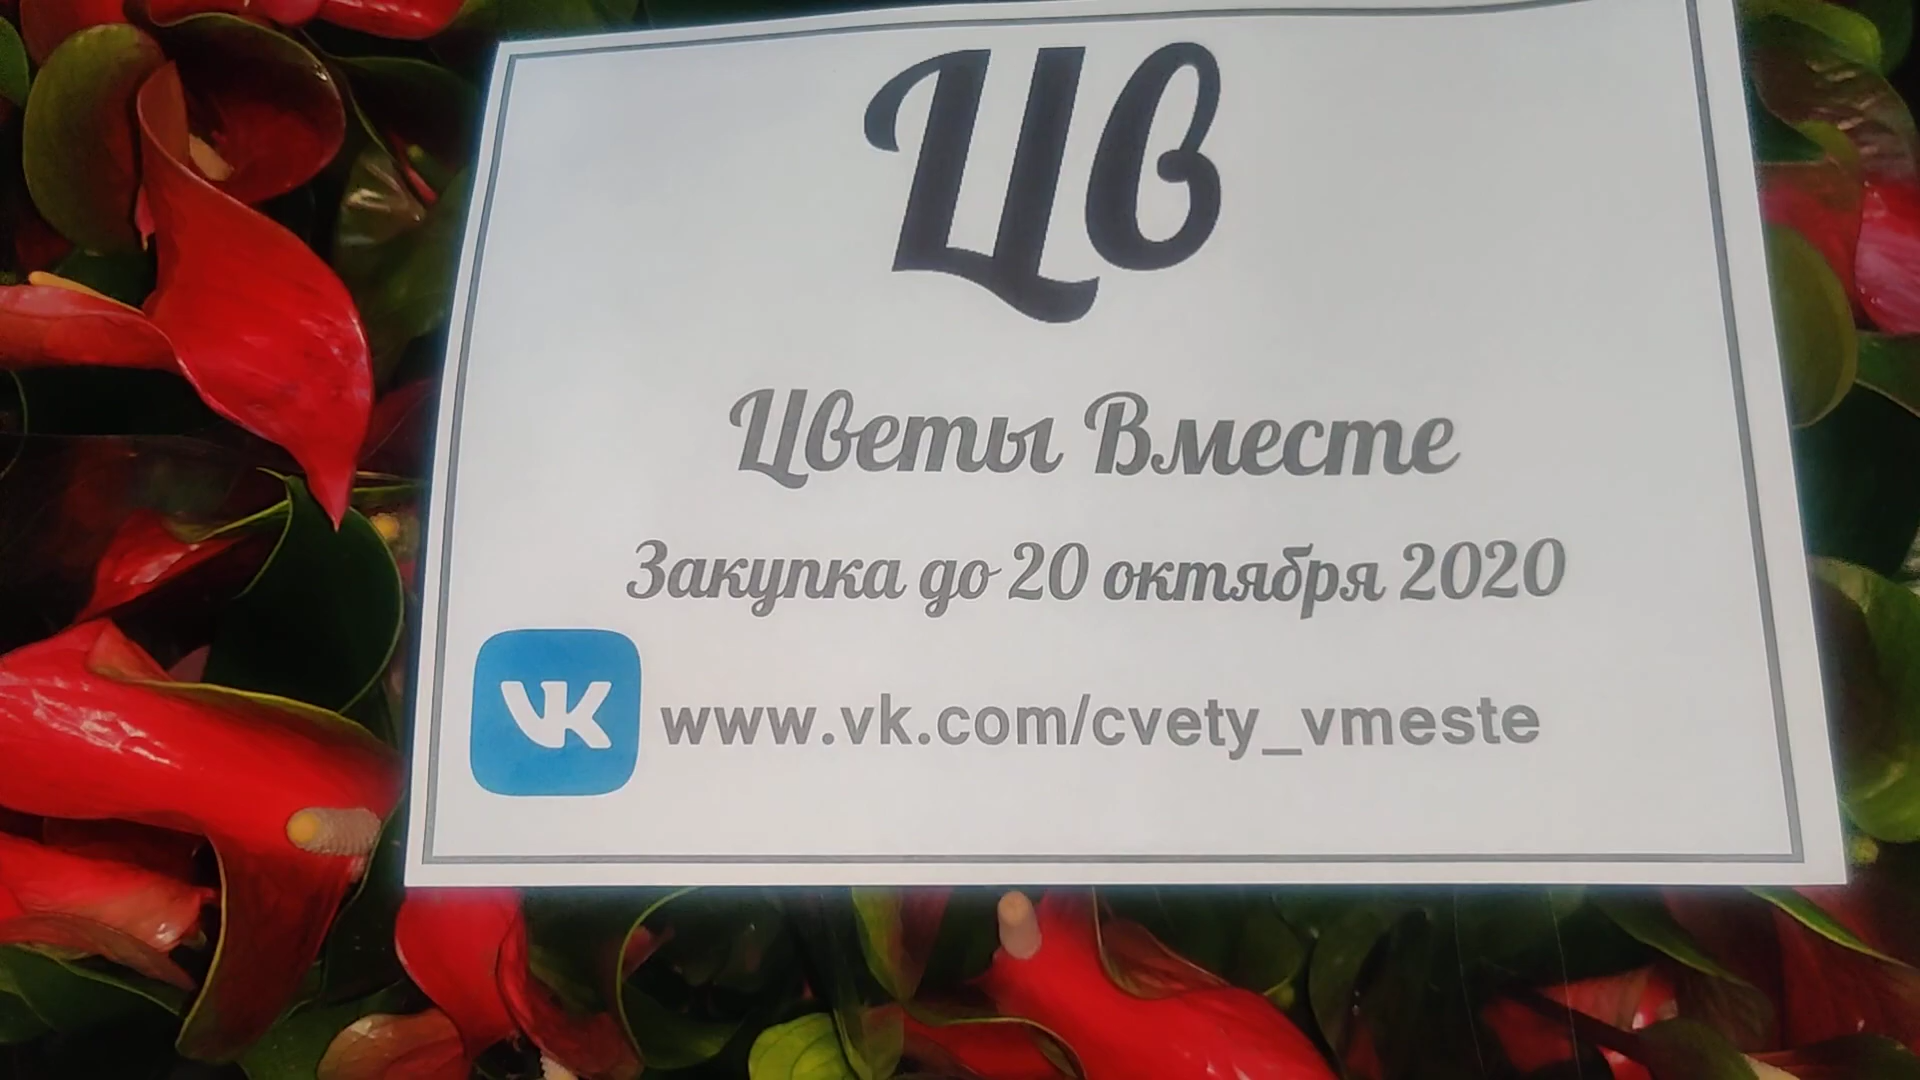 Цв
Цветы Вместе
Закупка до 20 октября 2020
VK www.vk.com/cvety_vmeste